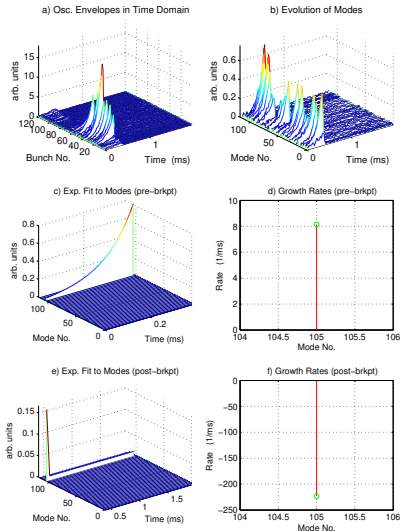 a) Osc. Envelopes in Time Domain
b) Evolution of Modes
arb. units
15
10
5
0
120
100
80
60
40
20
Bunch No.
0
1
Time (ms)
arb. units
0.6
0.4
0.2
0
100
50
0
Mode No.
0
1
Time (ms)
c) Exp. Fit to Modes (pre−brkpt)
d) Growth Rates (pre−brkpt)
arb. units
0.8
0.6
0.4
0.2
0
100
50
0
Mode No.
0
0.2
Time (ms)
Rate (1/ms)
10
8
6
4
2
0
104
104.5
105
105.5
106
Mode No.
e) Exp. Fit to Modes (post−brkpt)
f) Growth Rates (post−brkpt)
arb. units
0.15
0.1
0.05
0
100
50
0
Mode No.
0.5
1
1.5
Time (ms)
Rate (1/ms)
0
−50
−100
−150
−200
−250
104
104.5
105
105.5
106
Mode No.